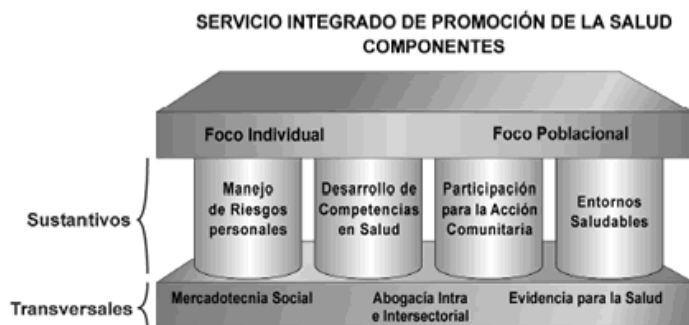 SERVICIO INTEGRADO DE PROMOCIÓN DE LA SALUD
COMPONENTES
Foco Individual
Foco Poblacional
Sustantivos
Manejo
de Riesgos
personales
Desarrollo de
Competencias
en Salud
Participación
para la Acción
Comunitaria
Entornos
Saludables
Transversales
Mercadotecnia Social
Abogacía Intra
e Intersectorial
Evidencia para la Salud